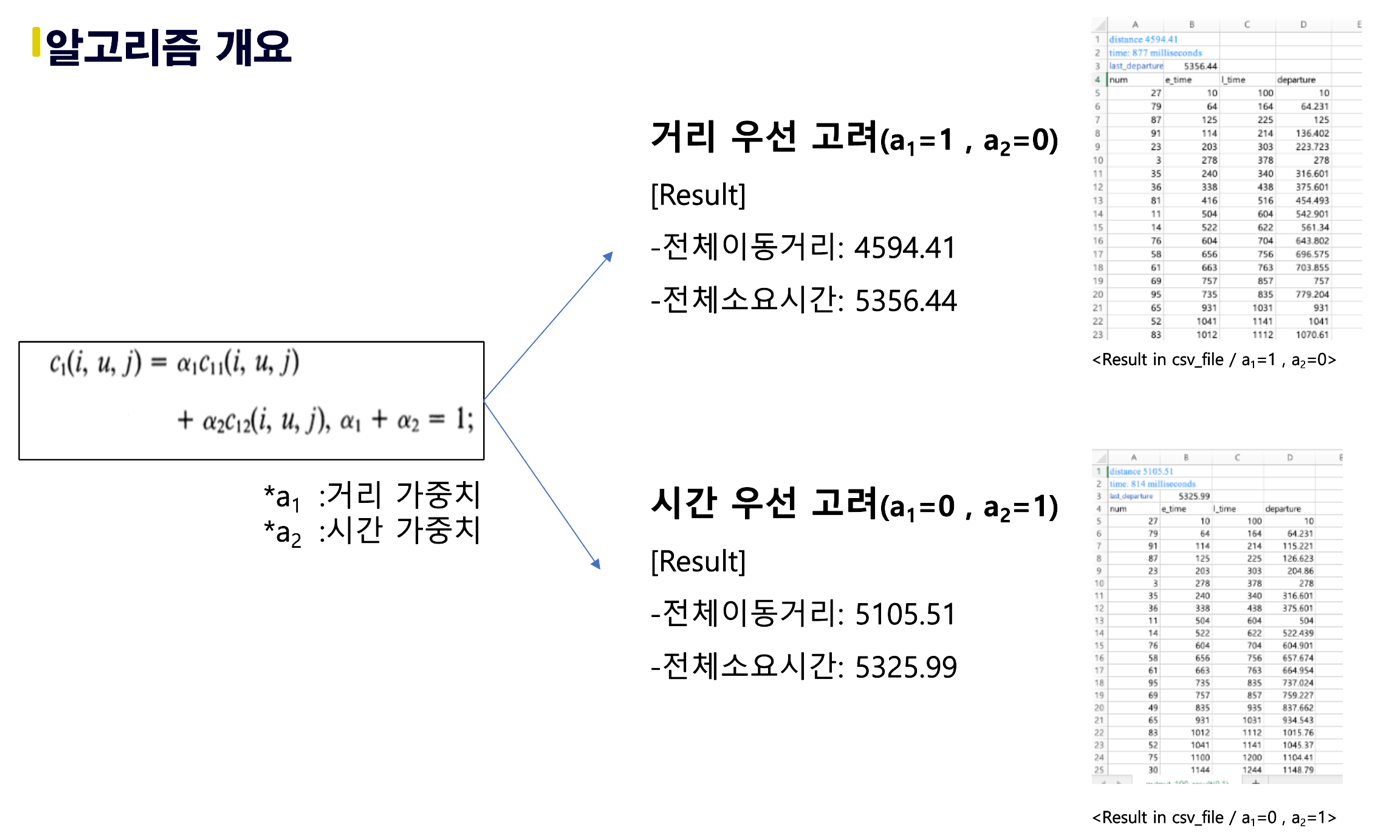 알고리즘 개요
c₁(i, u, j) = α₁c₁₁(i, u, j)
+ α₂c₁₂(i, u, j), α₁ + α₂ = 1;
*a₁ :거리 가중치
*a₂ :시간 가중치
거리 우선 고려(a₁=1 , a₂=0)
[Result]
-전체이동거리: 4594.41
-전체소요시간: 5356.44
A B C D E
1 distance 4594.41
2 time: 877 milliseconds
3 last_departure 5356.44
4 num e_time l_time departure
5 27 10 100 10
6 79 64 164 64.231
7 87 125 225 125
8 91 114 214 136.402
9 23 203 303 223.723
10 3 278 378 278
11 35 240 340 316.601
12 36 338 438 375.601
13 81 416 516 454.493
14 11 504 604 542.901
15 14 522 622 561.34
16 76 604 704 643.802
17 58 656 756 696.575
18 61 663 763 703.855
19 69 757 857 757
20 95 735 835 779.204
21 65 931 1031 931
22 52 1041 1141 1041
23 83 1012 1112 1070.61
<Result in csv_file / a₁=1 , a₂=0>
시간 우선 고려(a₁=0 , a₂=1)
[Result]
-전체이동거리: 5105.51
-전체소요시간: 5325.99
A B C D E
1 distance 5105.51
2 time: 814 milliseconds
3 last_departure 5325.99
4 num e_time l_time departure
5 27 10 100 10
6 79 64 164 64.231
7 91 114 214 115.221
8 87 125 225 126.623
9 23 203 303 204.86
10 3 278 378 278
11 35 240 340 316.601
12 36 338 438 375.601
13 11 504 604 504
14 14 522 622 522.439
15 76 604 704 604.901
16 58 656 756 657.674
17 61 663 763 664.954
18 95 735 835 737.024
19 69 757 857 759.227
20 49 835 935 837.662
21 65 931 1031 934.543
22 83 1012 1112 1015.76
23 52 1041 1141 1045.37
24 75 1100 1200 1104.41
25 30 1144 1244 1148.79
<Result in csv_file / a₁=0 , a₂=1>